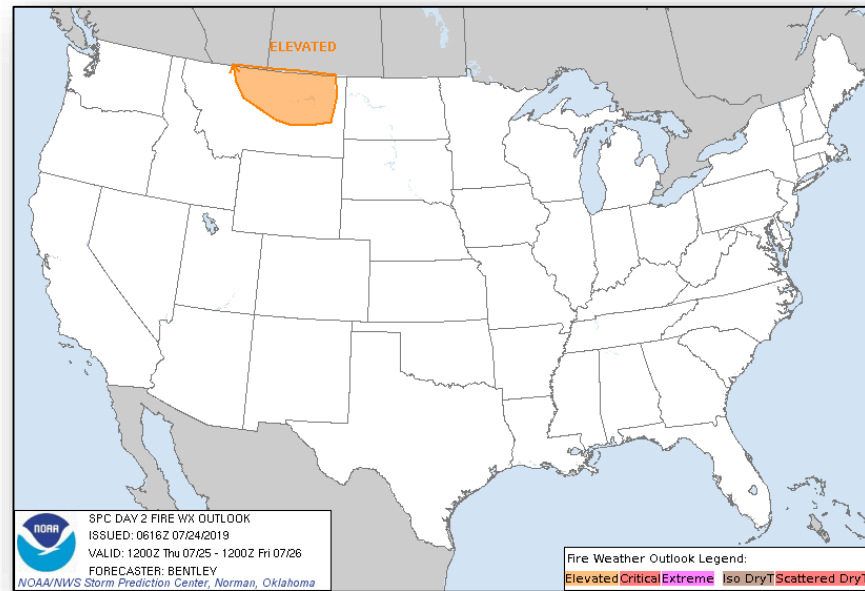 ELEVATED
NOAA
SPC DAY 2 FIRE WX OUTLOOK
ISSUED: 0616Z 07/24/2019
VALID: 1200Z Thu 07/25 - 1200Z Fri 07/26
FORECASTER: BENTLEY
NOAA/NWS Storm Prediction Center, Norman, Oklahoma
Fire Weather Outlook Legend:
Elevated Critical Extreme Iso DryT Scattered DryT